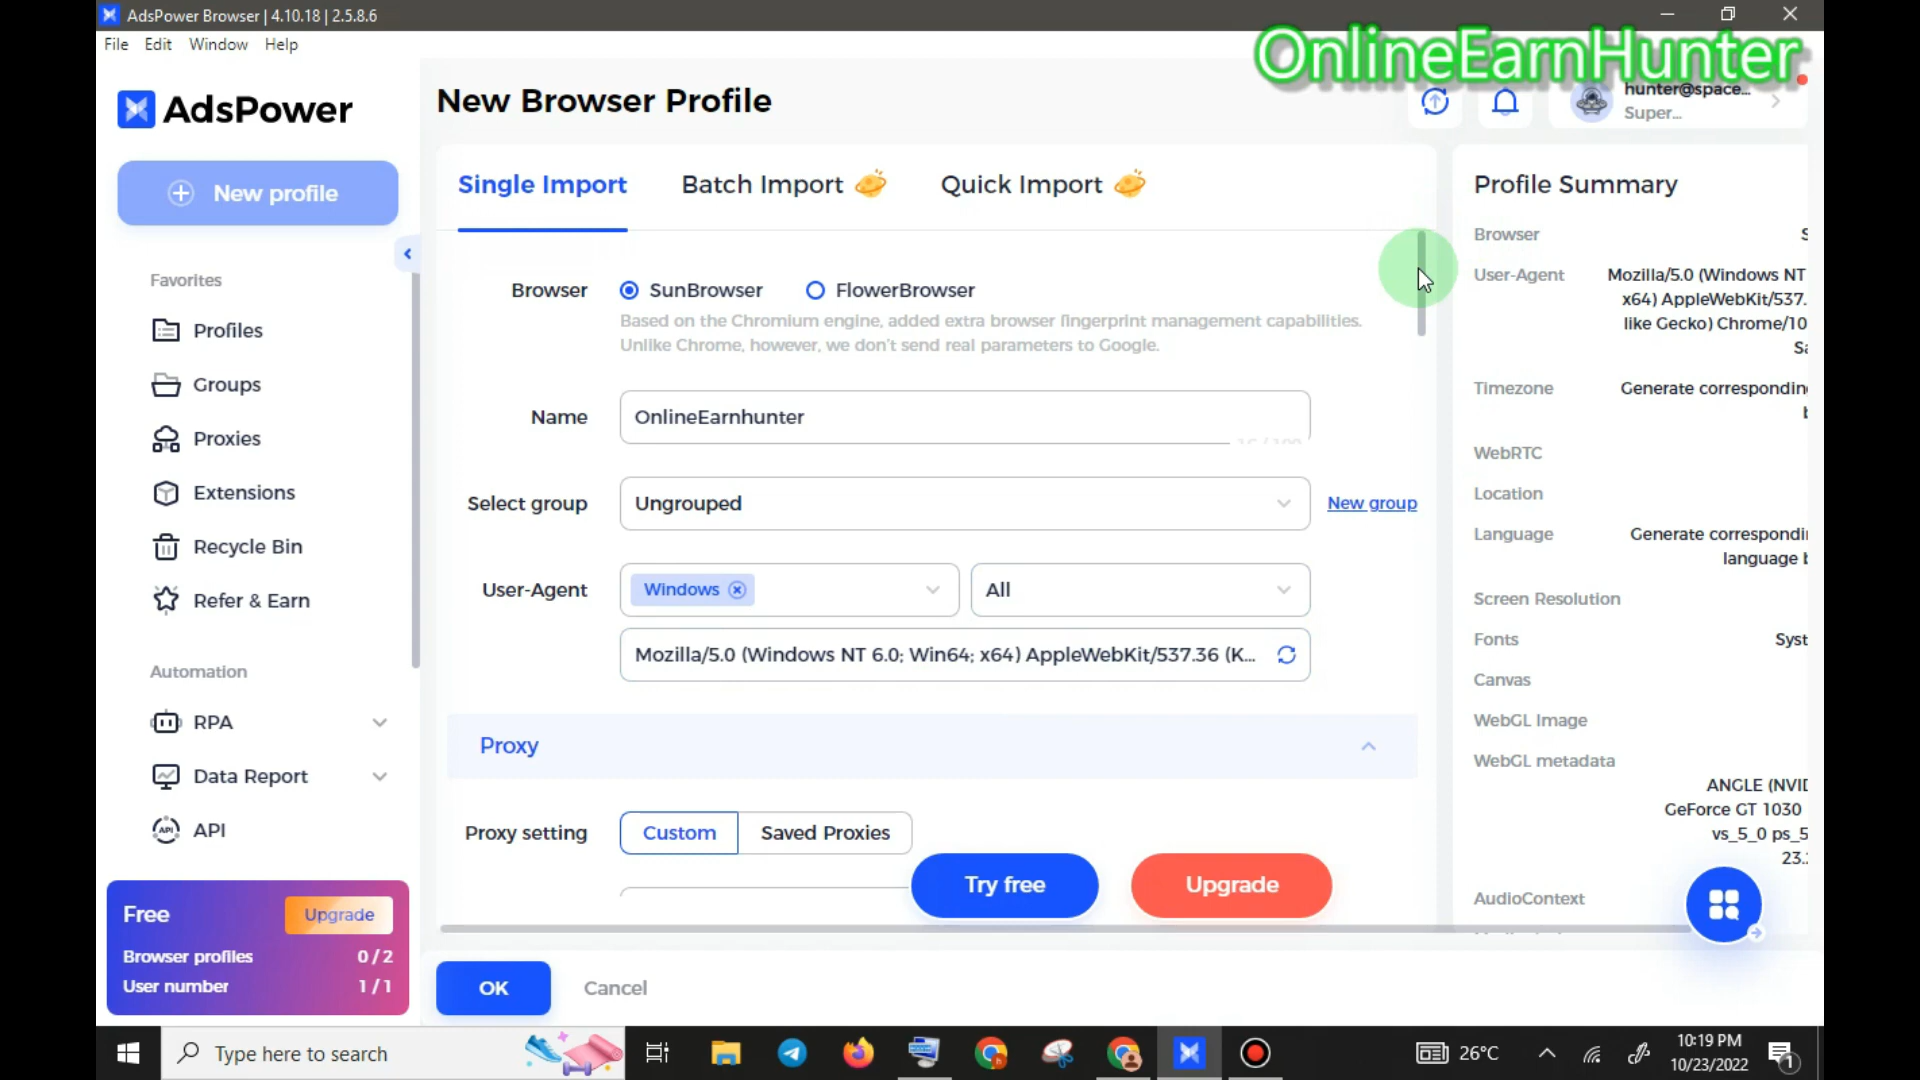 AdsPower Browser | 4.10.18 | 2.5.8.6
OnlineEarnHunter
File Edit Window Help
AdsPower
New Browser Profile
hunter@space...
Super...
New profile
Single Import
Batch Import
Quick Import
Profile Summary
Favorites
Profiles
Groups
Proxies
Extensions
Recycle Bin
Refer & Earn
Automation
RPA
Data Report
API
Browser
SunBrowser
FlowerBrowser
Based on the Chromium engine, added extra browser fingerprint management capabilities.
Unlike Chrome, however, we don't send real parameters to Google.
Name
OnlineEarnhunter
Select group
Ungrouped
New group
User-Agent
Windows
All
Mozilla/5.0 (Windows NT 6.0; Win64; x64) AppleWebKit/537.36 (K...
Proxy
Proxy setting
Custom
Saved Proxies
Try free
Upgrade
Browser
User-Agent
Mozilla/5.0 (Windows NT
x64) AppleWebKit/537.
like Gecko) Chrome/10
Sa
Timezone
Generate correspondin
WebRTC
Location
Language
Generate correspondi
language b
Screen Resolution
Fonts
Syst
Canvas
WebGL Image
WebGL metadata
ANGLE (NVID
GeForce GT 1030
vs_5_0 ps_5
23.
AudioContext
Free
Upgrade
Browser profiles 0 / 2
User number 1 / 1
OK
Cancel
Type here to search
26°C
10:19 PM
10/23/2022
1